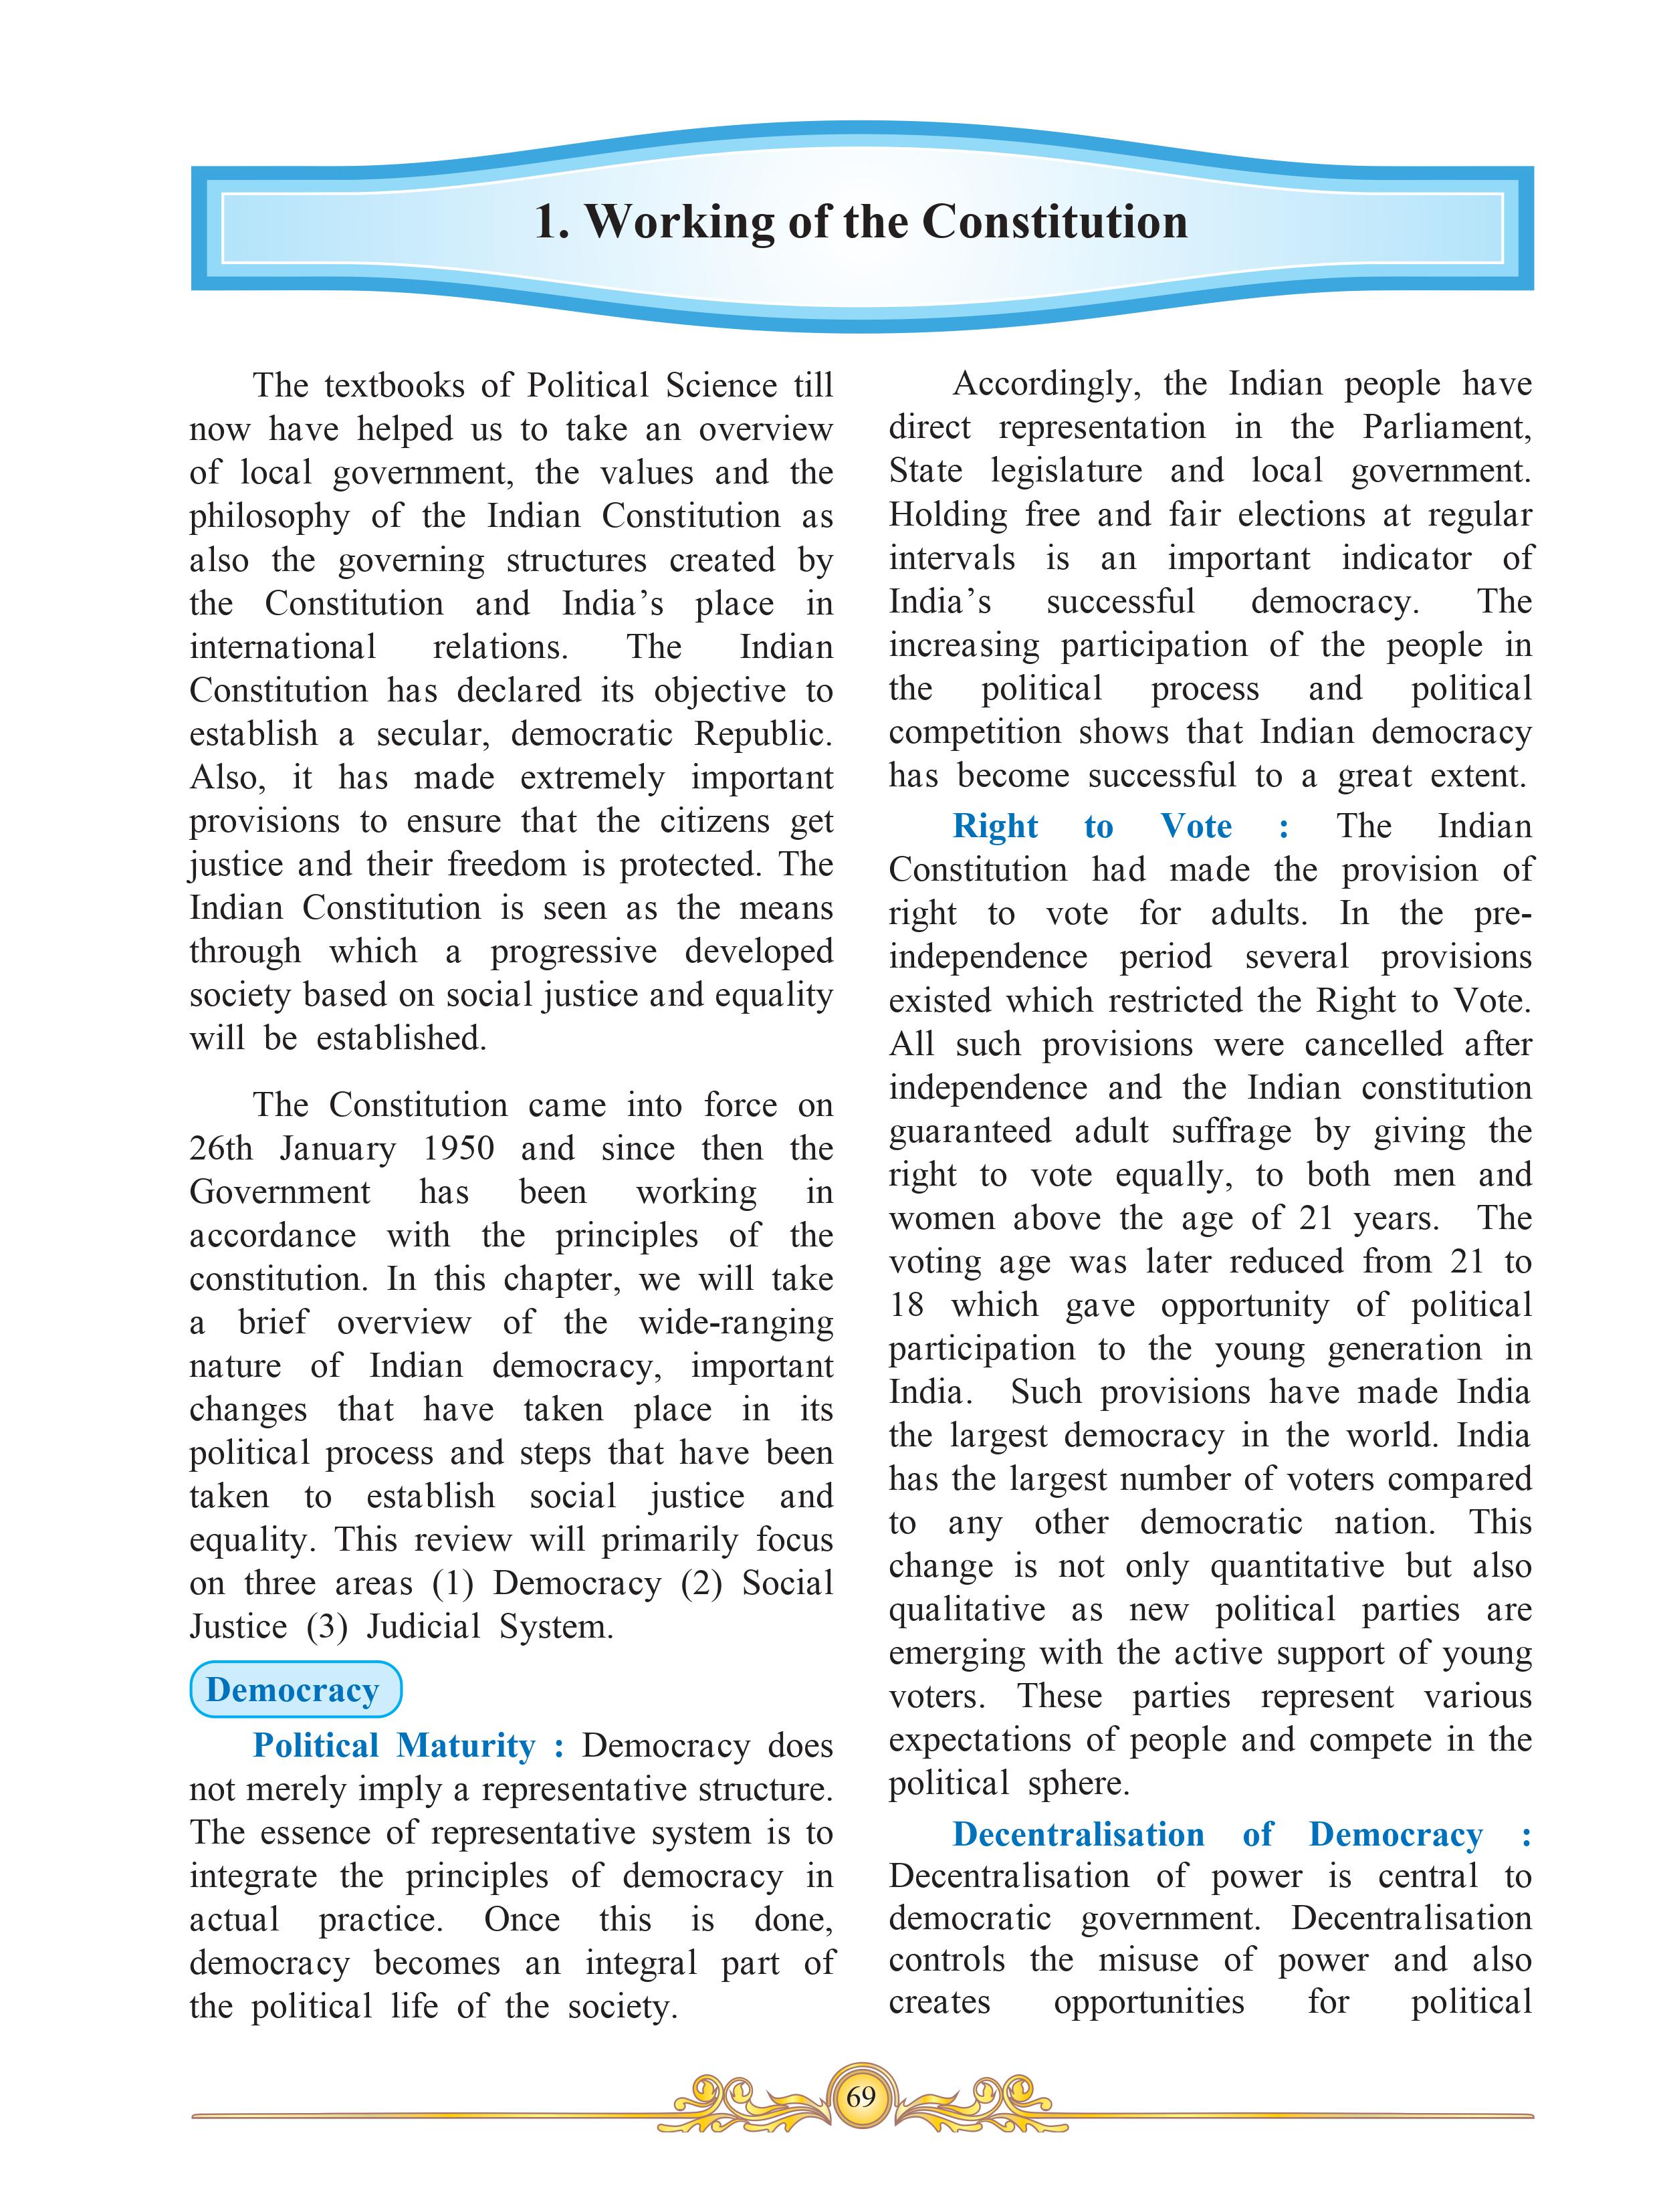 1. Working of the Constitution
The textbooks of Political Science till
now have helped us to take an overview
of local government, the values and the
philosophy of the Indian Constitution as
also the governing structures created by
the Constitution and India’s place in
international relations. The Indian
Constitution has declared its objective to
establish a secular, democratic Republic.
Also, it has made extremely important
provisions to ensure that the citizens get
justice and their freedom is protected. The
Indian Constitution is seen as the means
through which a progressive developed
society based on social justice and equality
will be established.
The Constitution came into force on
26th January 1950 and since then the
Government has been working in
accordance with the principles of the
constitution. In this chapter, we will take
a brief overview of the wide-ranging
nature of Indian democracy, important
changes that have taken place in its
political process and steps that have been
taken to establish social justice and
equality. This review will primarily focus
on three areas (1) Democracy (2) Social
Justice (3) Judicial System.
Democracy
Political Maturity : Democracy does
not merely imply a representative structure.
The essence of representative system is to
integrate the principles of democracy in
actual practice. Once this is done,
democracy becomes an integral part of
the political life of the society.
Accordingly, the Indian people have
direct representation in the Parliament,
State legislature and local government.
Holding free and fair elections at regular
intervals is an important indicator of
India’s successful democracy. The
increasing participation of the people in
the political process and political
competition shows that Indian democracy
has become successful to a great extent.
Right to Vote : The Indian
Constitution had made the provision of
right to vote for adults. In the pre-
independence period several provisions
existed which restricted the Right to Vote.
All such provisions were cancelled after
independence and the Indian constitution
guaranteed adult suffrage by giving the
right to vote equally, to both men and
women above the age of 21 years. The
voting age was later reduced from 21 to
18 which gave opportunity of political
participation to the young generation in
India. Such provisions have made India
the largest democracy in the world. India
has the largest number of voters compared
to any other democratic nation. This
change is not only quantitative but also
qualitative as new political parties are
emerging with the active support of young
voters. These parties represent various
expectations of people and compete in the
political sphere.
Decentralisation of Democracy :
Decentralisation of power is central to
democratic government. Decentralisation
controls the misuse of power and also
creates opportunities for political
69